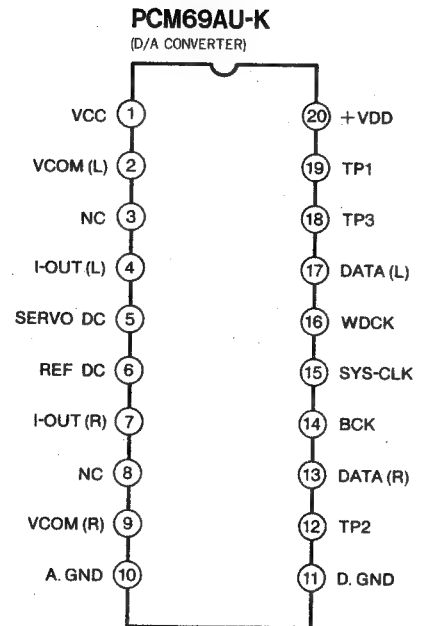 PCM69AU-K
(D/A CONVERTER)
VCC 1 20 +VDD
VCOM (L) 2 19 TP1
NC 3 18 TP3
I-OUT (L) 4 17 DATA (L)
SERVO DC 5 16 WDCK
REF DC 6 15 SYS-CLK
I-OUT (R) 7 14 BCK
NC 8 13 DATA (R)
VCOM (R) 9 12 TP2
A. GND 10 11 D. GND